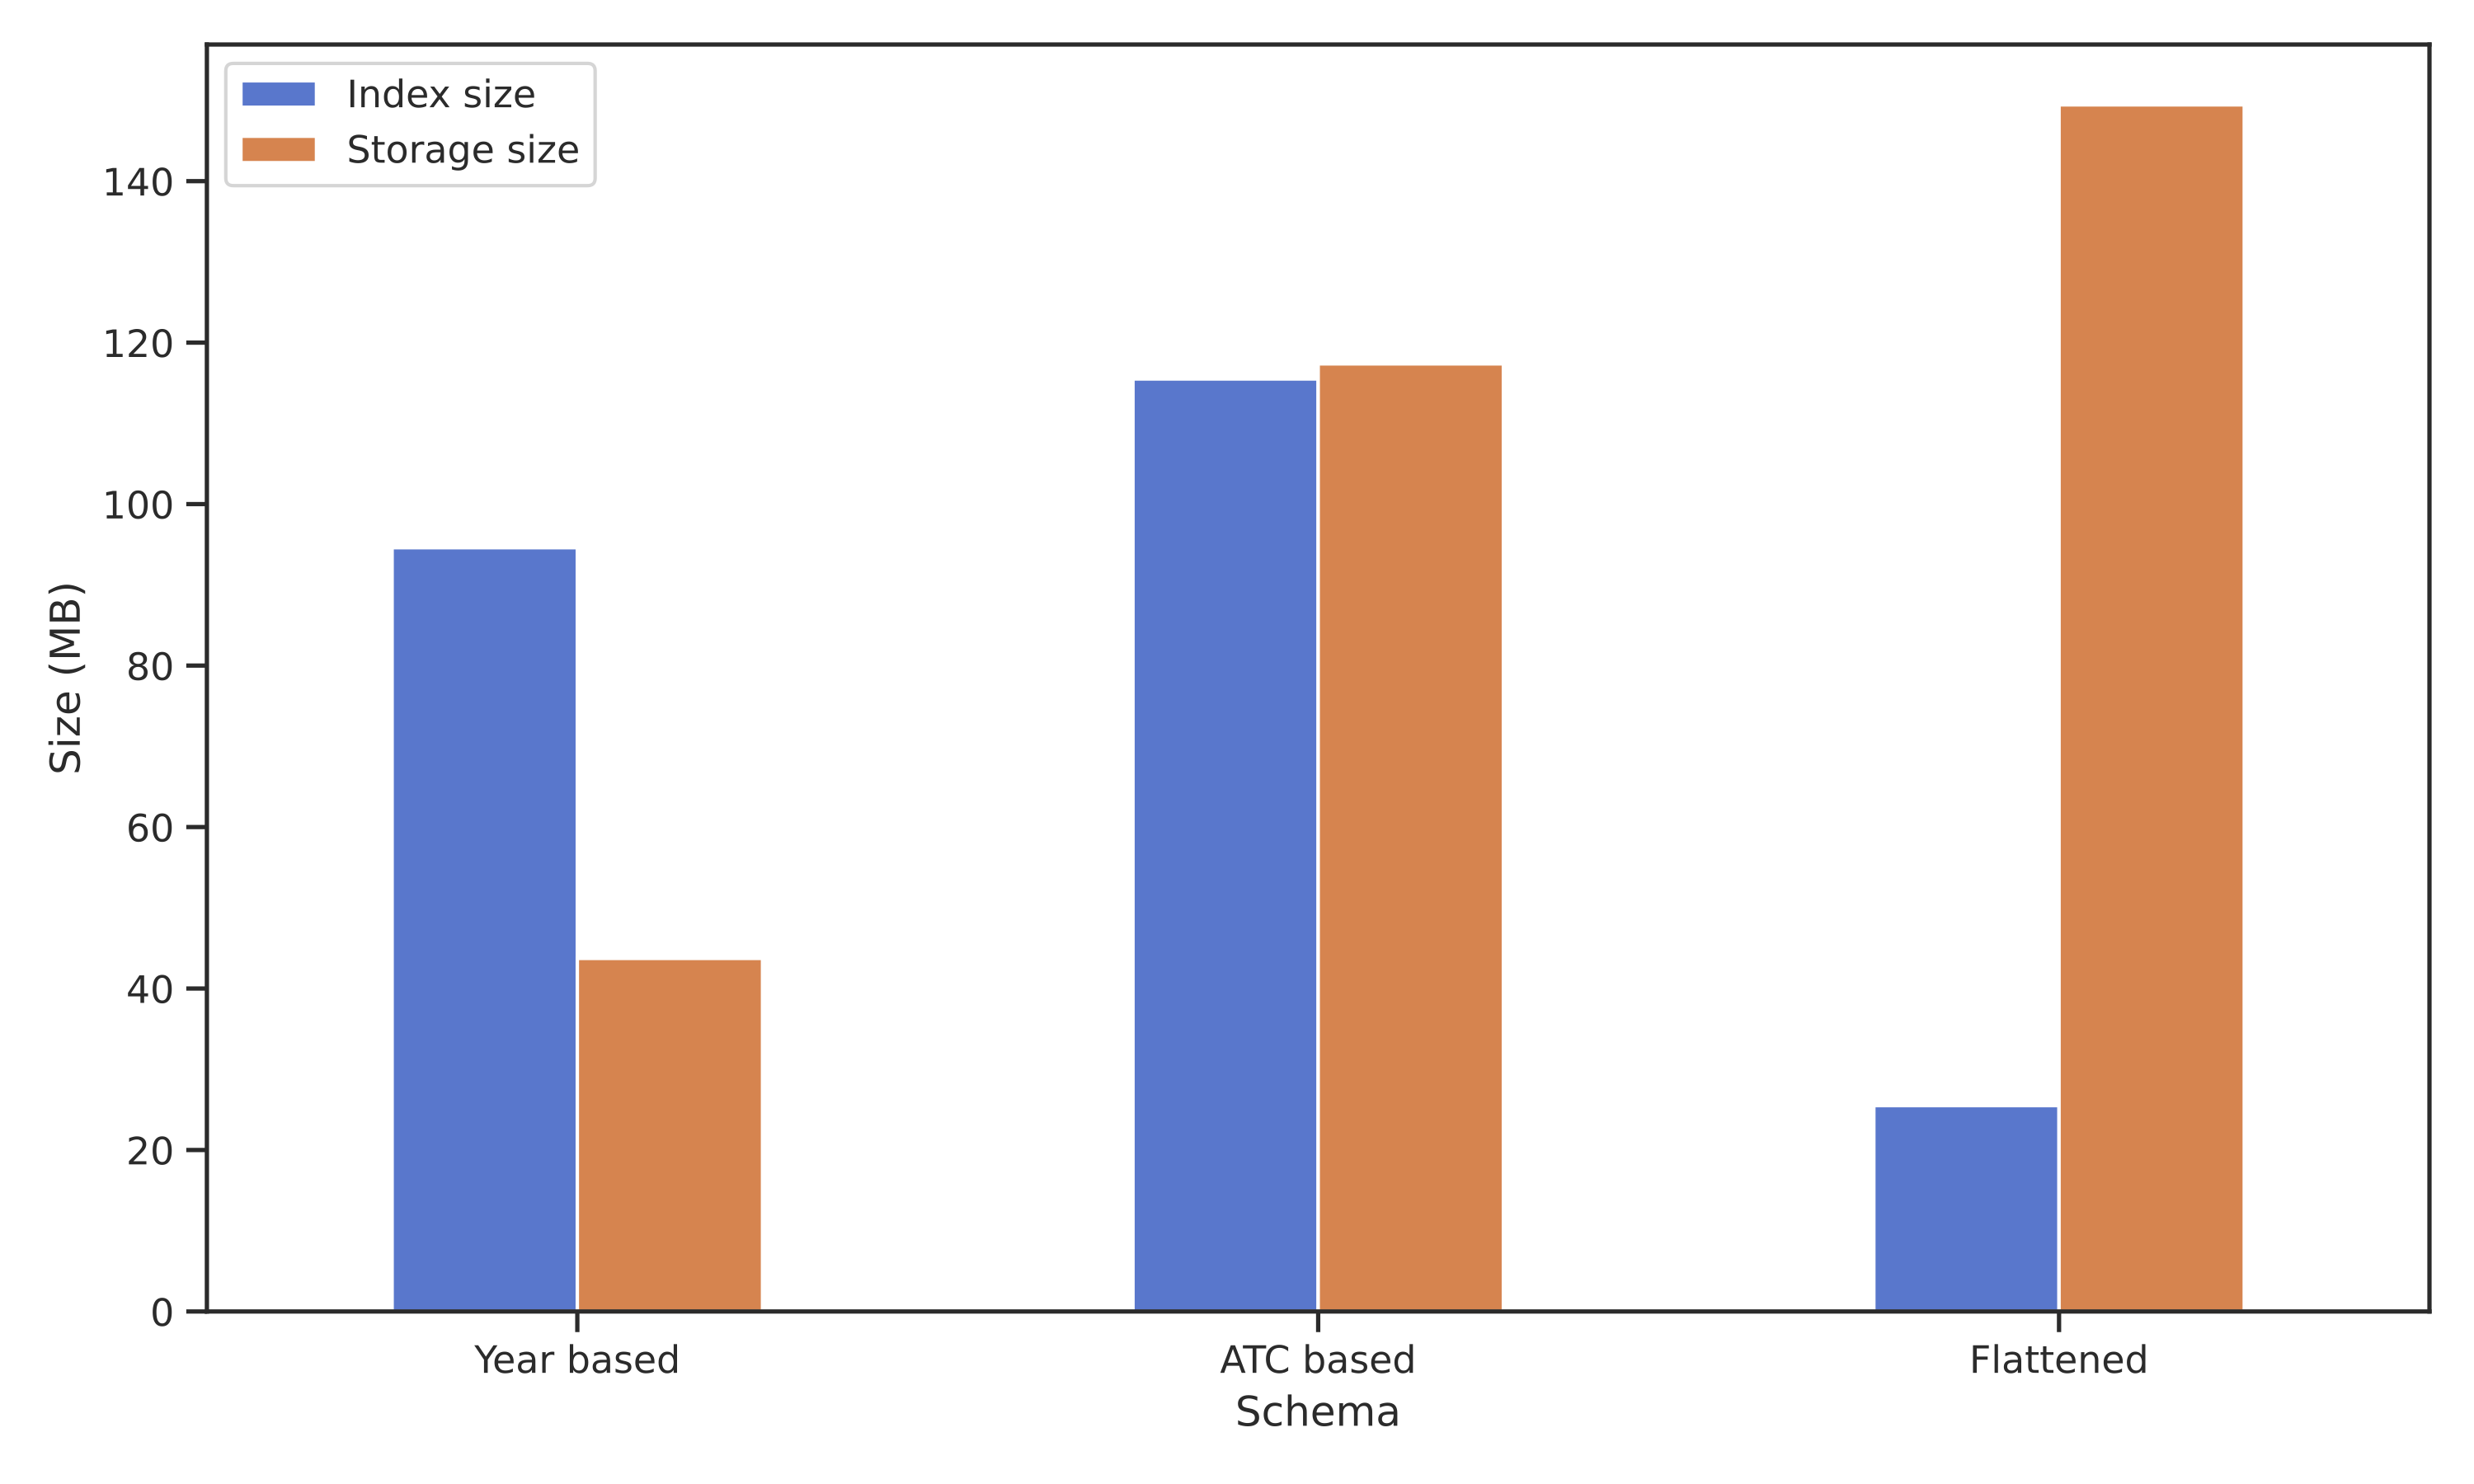 Index size
Storage size
140
120
100
80
60
40
20
0
Size (MB)
Year based
ATC based
Flattened
Schema